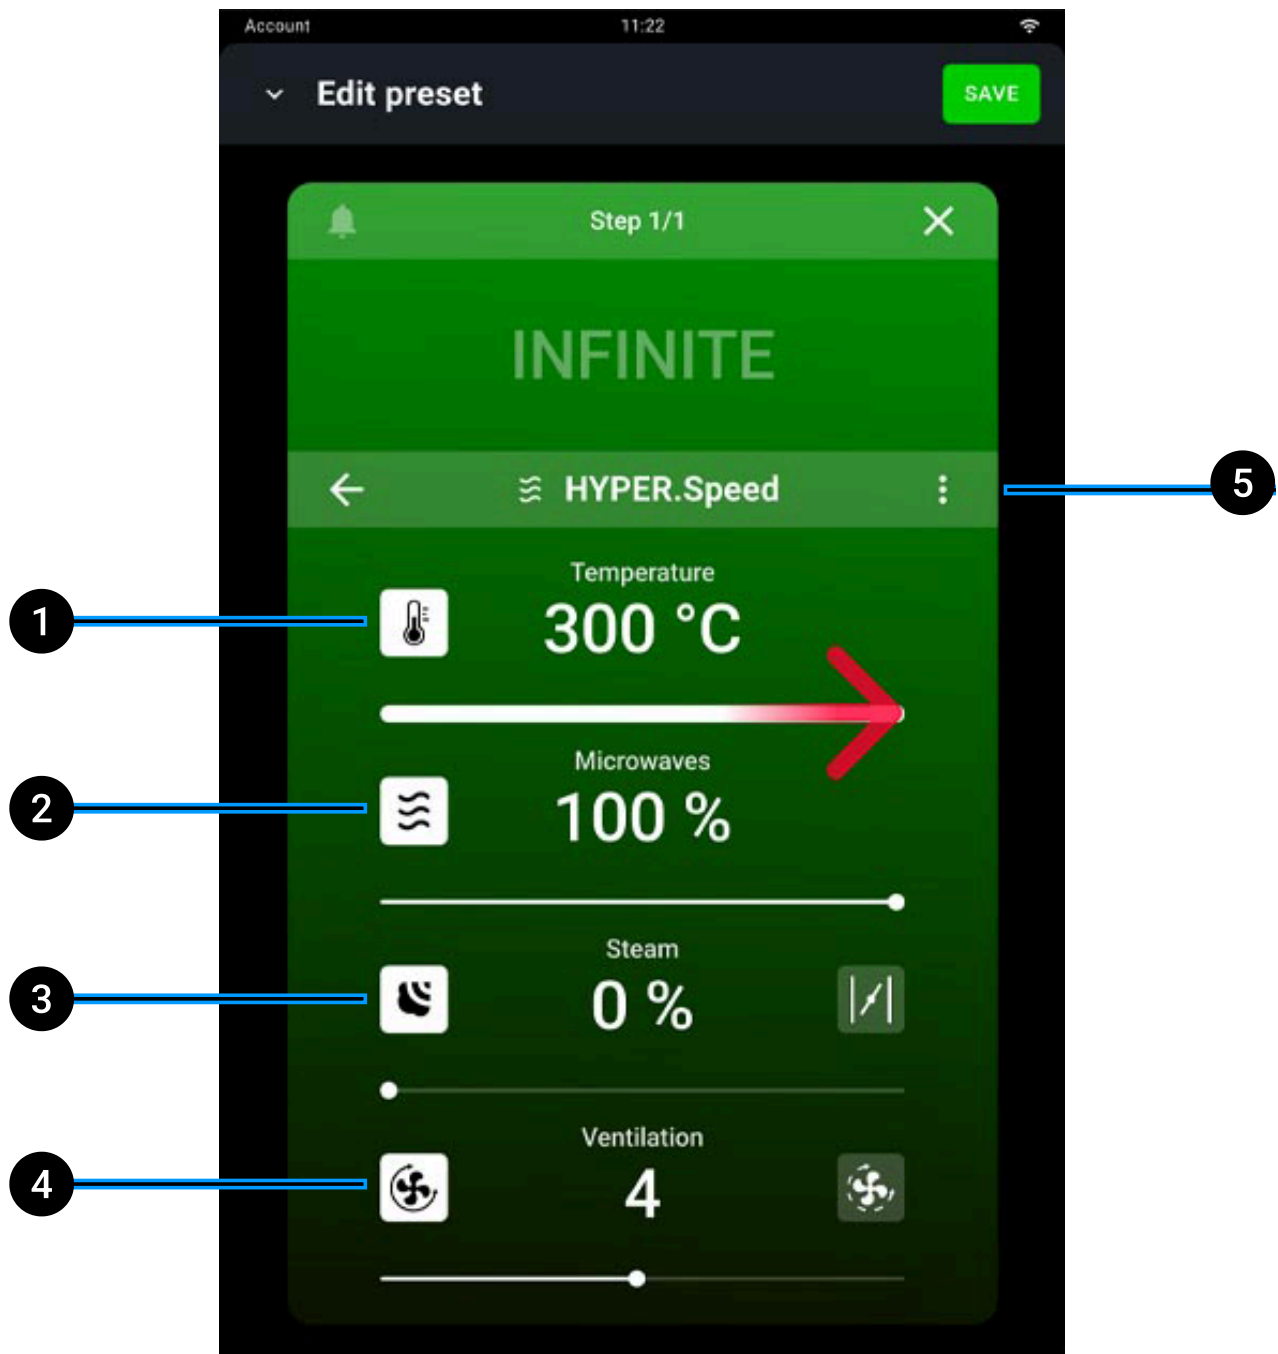 Account 11:22
Edit preset SAVE
Step 1/1
INFINITE
HYPER.Speed
5
Temperature
1
300 °C
Microwaves
2
100 %
Steam
3
0 %
Ventilation
4
4